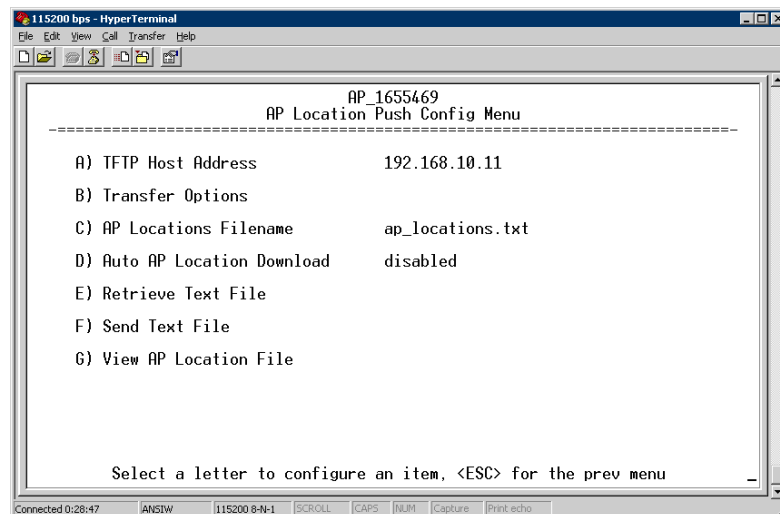 115200 bps - HyperTerminal
File Edit View Call Transfer Help
AP_1655469
AP Location Push Config Menu
-==========================================================================-
A) TFTP Host Address 192.168.10.11
B) Transfer Options
C) AP Locations Filename ap_locations.txt
D) Auto AP Location Download disabled
E) Retrieve Text File
F) Send Text File
G) View AP Location File
Select a letter to configure an item, <ESC> for the prev menu _
Connected 0:28:47 ANSIW 115200 8-N-1 SCROLL CAPS NUM Capture Print echo